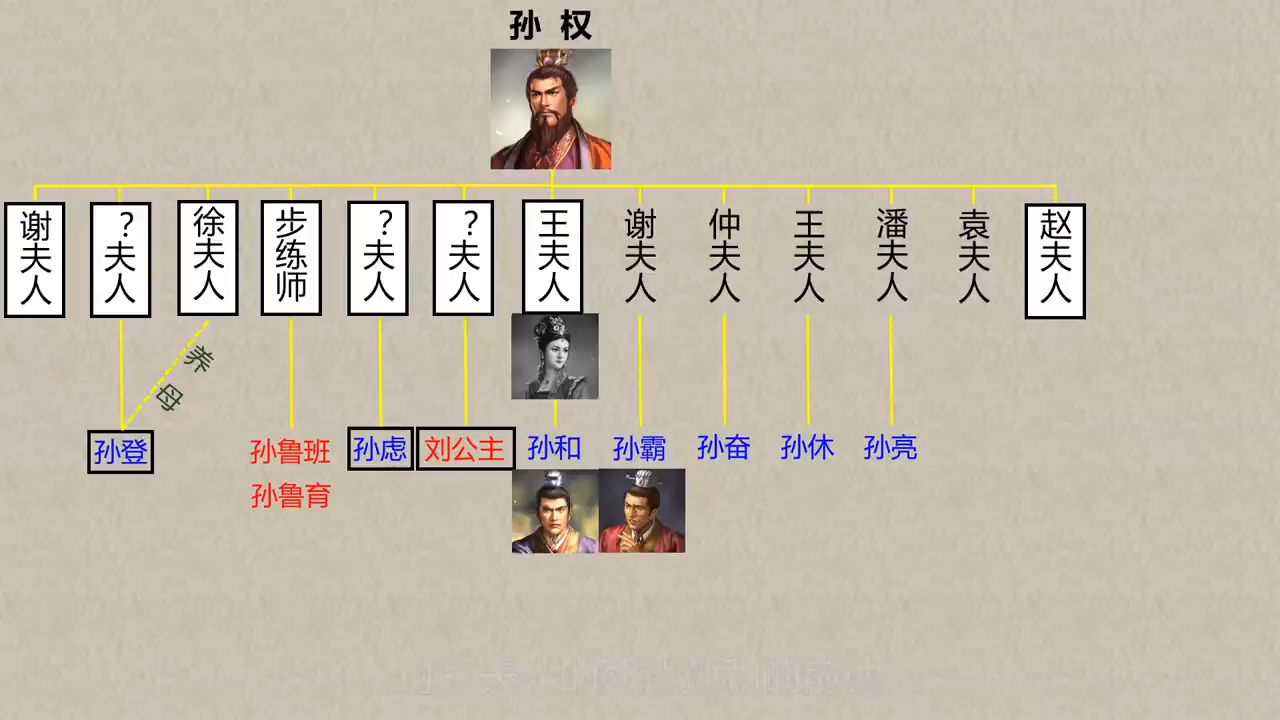 孙 权
谢夫人
？夫人
徐夫人
步练师
？夫人
？夫人
王夫人
谢夫人
仲夫人
王夫人
潘夫人
袁夫人
赵夫人
养母
孙登
孙鲁班
孙虑
刘公主
孙和
孙霸
孙奋
孙休
孙亮
孙鲁育